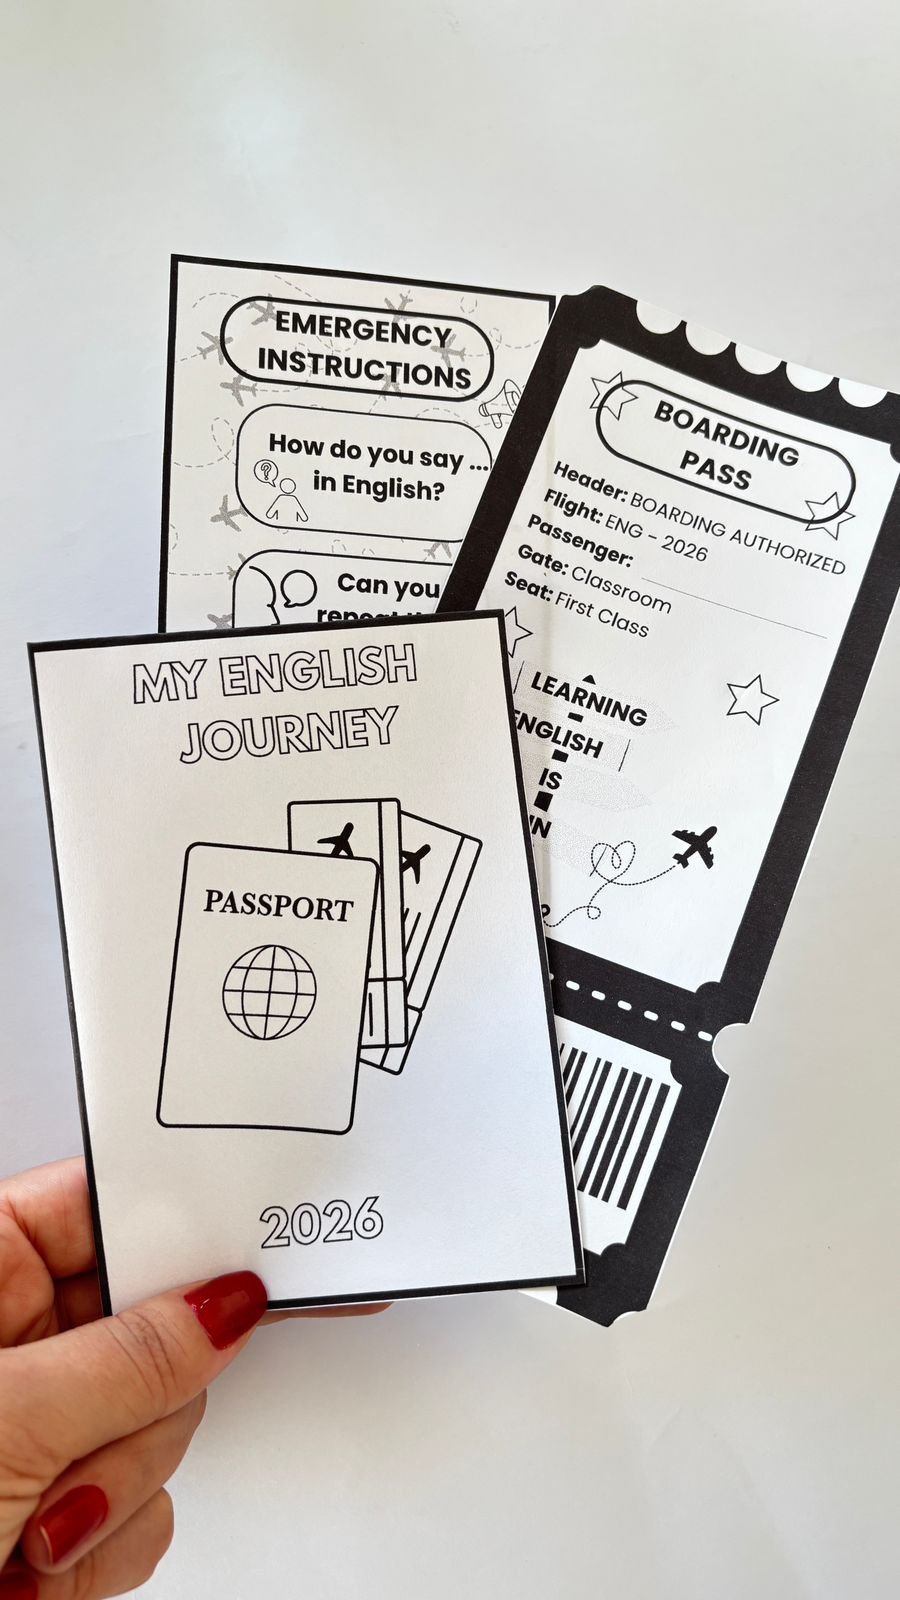 EMERGENCY
INSTRUCTIONS
How do you say ...
in English?
Can you
BOARDING
PASS
Header: BOARDING AUTHORIZED
Flight: ENG - 2026
Passenger:
Gate: Classroom
Seat: First Class
LEARNING
ENGLISH
IS
MY ENGLISH
JOURNEY
PASSPORT
2026